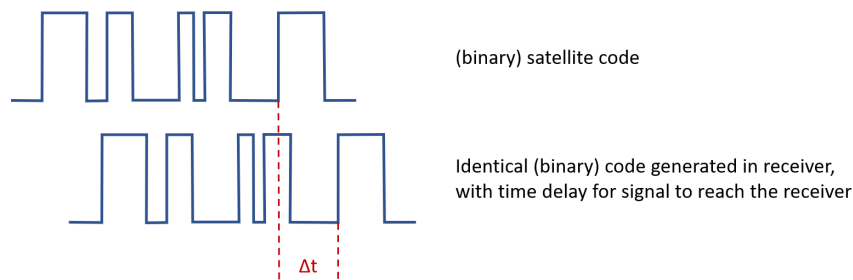 (binary) satellite code
Identical (binary) code generated in receiver,
with time delay for signal to reach the receiver
Δt